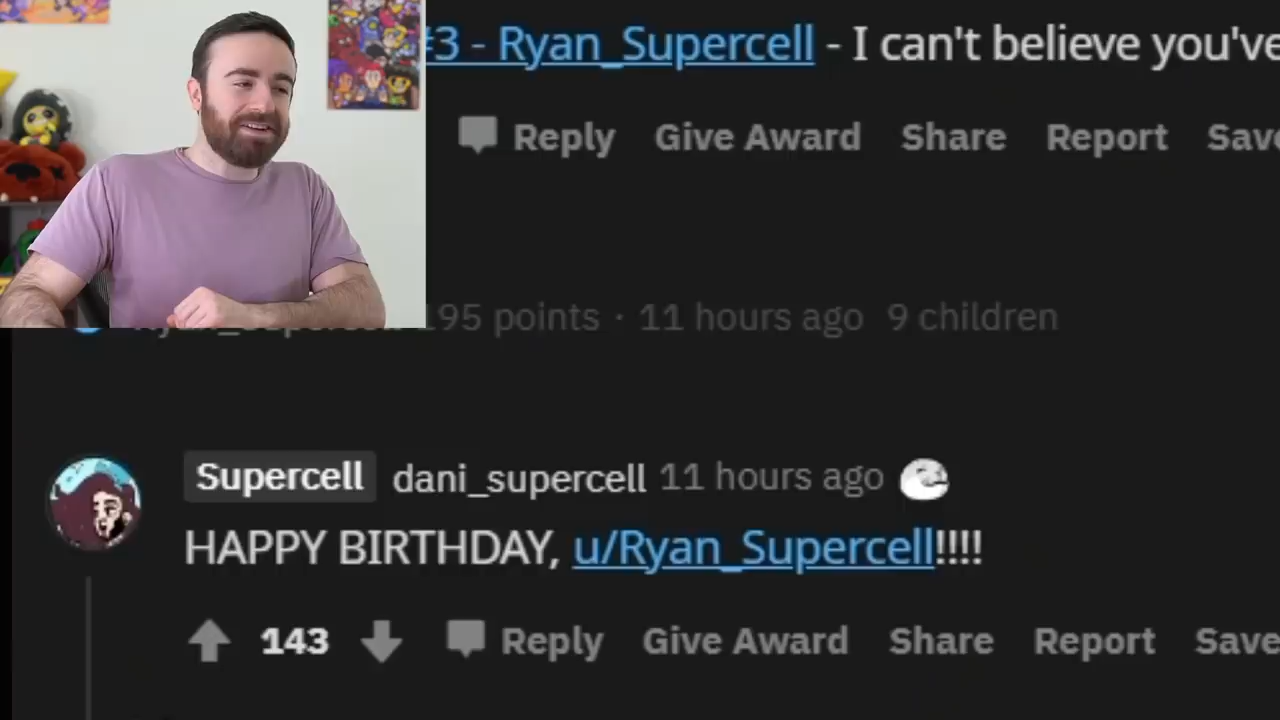 #3 - Ryan_Supercell - I can't believe you've
Reply Give Award Share Report Save
195 points · 11 hours ago 9 children
Supercell dani_supercell 11 hours ago
HAPPY BIRTHDAY, u/Ryan_Supercell!!!!
143 Reply Give Award Share Report Save